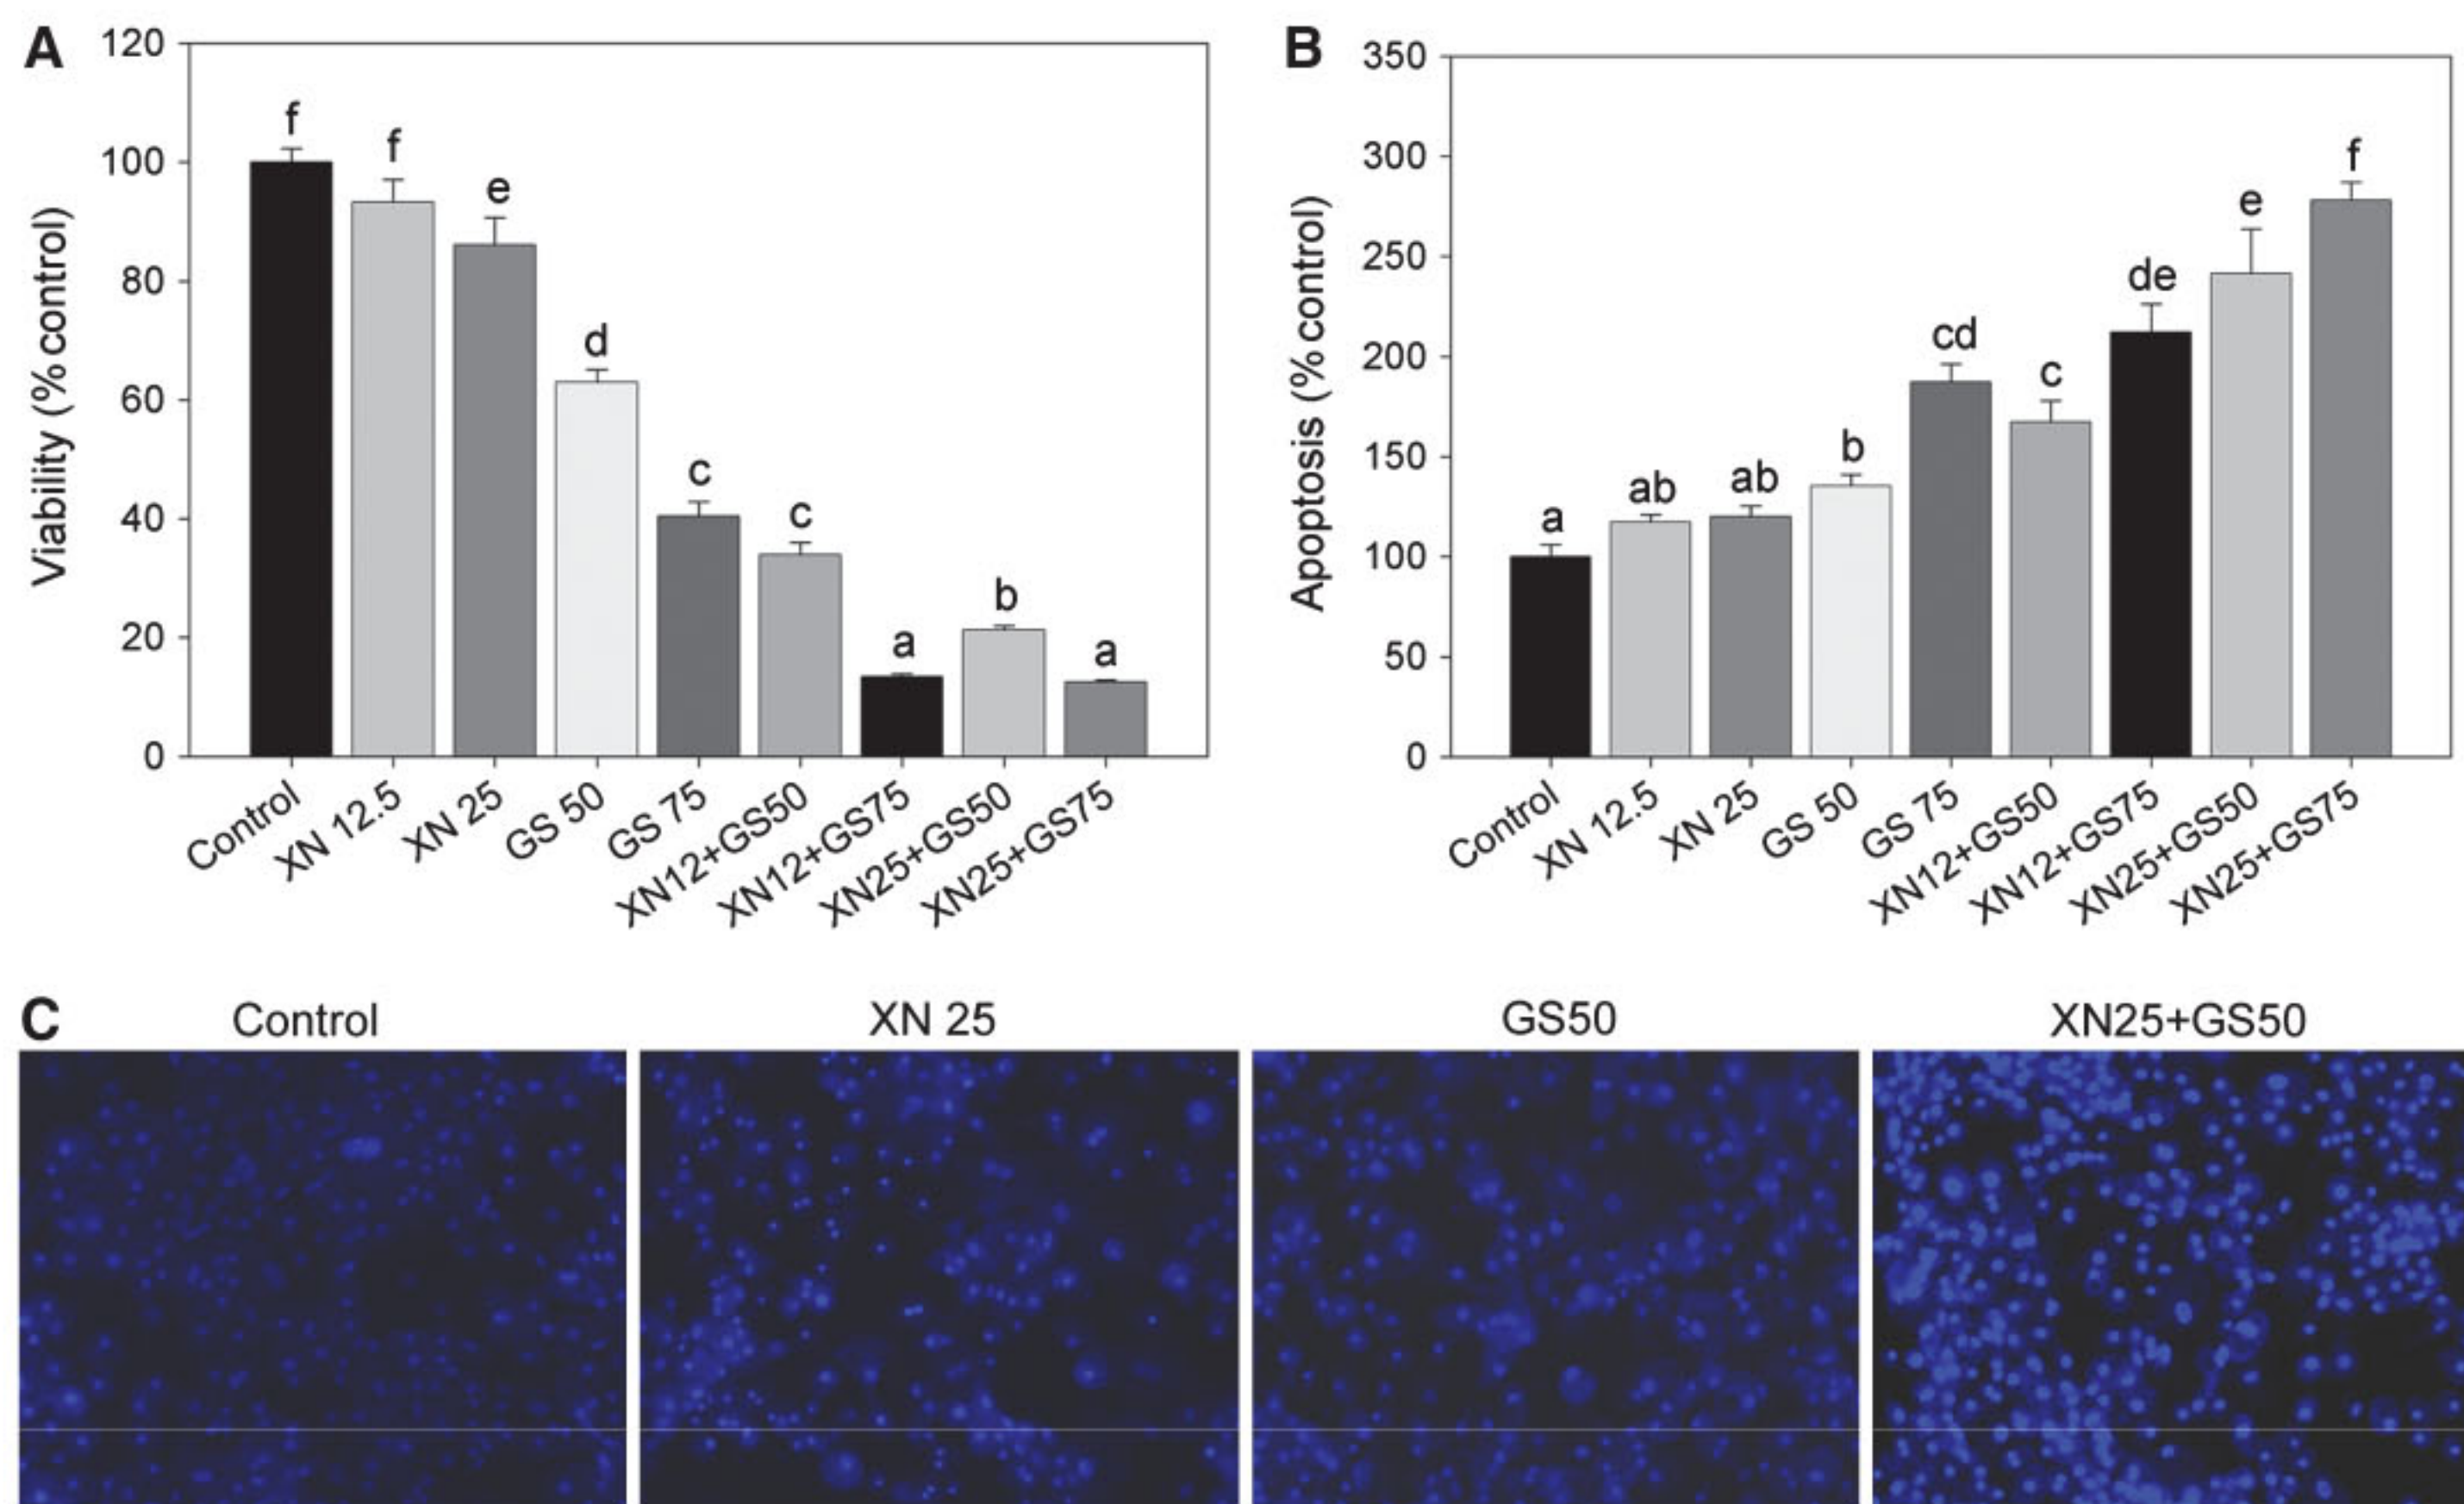 A
Viability (% control)
120
100
80
60
40
20
0
f
f
e
d
c
c
a
b
a
Control
XN 12.5
XN 25
GS 50
GS 75
XN12+GS50
XN12+GS75
XN25+GS50
XN25+GS75
B
Apoptosis (% control)
350
300
250
200
150
100
50
0
a
ab
ab
b
cd
c
de
e
f
Control
XN 12.5
XN 25
GS 50
GS 75
XN12+GS50
XN12+GS75
XN25+GS50
XN25+GS75
C
Control
XN 25
GS50
XN25+GS50